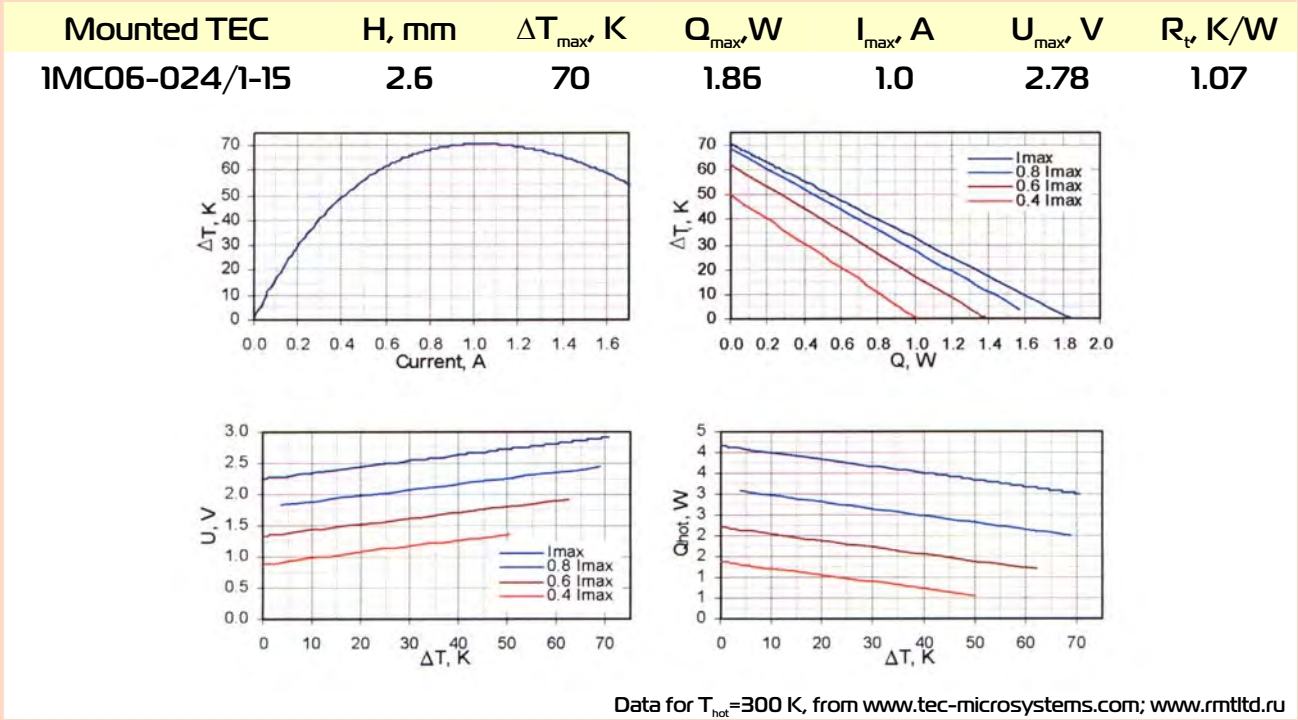 Mounted TEC H, mm ΔTmax, K Qmax,W Imax, A Umax, V Rt, K/W
1MC06-024/1-15 2.6 70 1.86 1.0 2.78 1.07
70
60
50
40
30
20
10
0
ΔT, K
0.0 0.2 0.4 0.6 0.8 1.0 1.2 1.4 1.6
Current, A
70
60
50
40
30
20
10
0
ΔT, K
Imax
0.8 Imax
0.6 Imax
0.4 Imax
0.0 0.2 0.4 0.6 0.8 1.0 1.2 1.4 1.6 1.8 2.0
Q, W
3.0
2.5
2.0
1.5
1.0
0.5
0.0
U, V
Imax
0.8 Imax
0.6 Imax
0.4 Imax
0 10 20 30 40 50 60 70
ΔT, K
5
4
4
3
3
2
2
1
1
0
Qhot, W
0 10 20 30 40 50 60 70
ΔT, K
Data for Thot=300 K, from www.tec-microsystems.com; www.rmtltd.ru